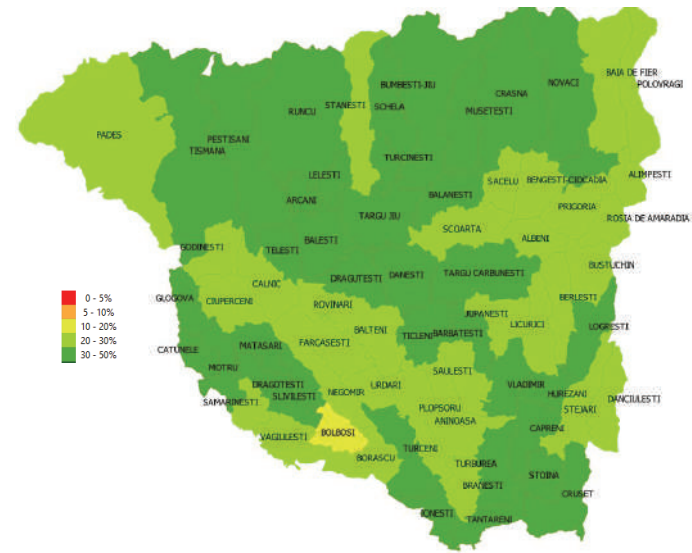 BAIA DE FIER
POLOVRAGI
NOVACI
BUMBESTI-JIU
CRASNA
STANESTI
SCHELA
RUNCU
MUSETESTI
PADES
PESTISANI
TISMANA
TURCINESTI
LELESTI
SACELU
BENGESTI-CIOCADIA
ALIMPESTI
BALANESTI
ARCANI
PRIGORIA
TARGU JIU
ROSIA DE AMARADIA
SCOARTA
ALBENI
BALESTI
GODINESTI
TELESTI
BUSTUCHIN
DRAGUTESTI
DANESTI
TARGU CARBUNESTI
CALNIC
GLOGOVA
CIUPERCENI
ROVINARI
BERLESTI
JUPANESTI
LICURICI
LOGRESTI
BALTENI
TICLENI
BARBATESTI
FARCASESTI
MATASARI
CATUNELE
MOTRU
SAULESTI
DRAGOTESTI
URDARI
VLADIMIR
NEGOMIR
SLIVILESTI
HUREZANI
SAMARINESTI
DANCIULESTI
PLOPSORU
STEJARI
ANINOASA
CAPRENI
BOLBOSI
VAGIULESTI
TURCENI
BORASCU
TURBUREA
STOINA
BRANESTI
CRUSET
IONESTI
TANTARENI
0 - 5%
5 - 10%
10 - 20%
20 - 30%
30 - 50%